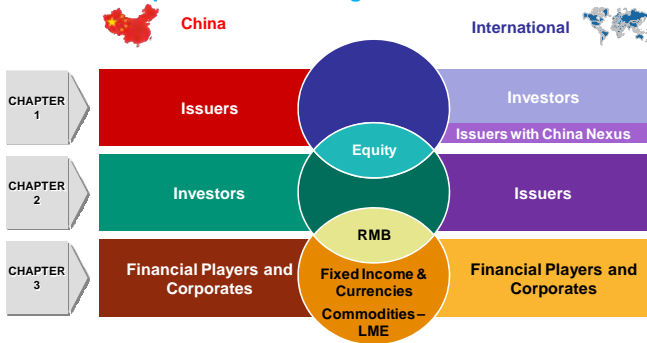 China
International
CHAPTER
1
Issuers
Investors
Issuers with China Nexus
Equity
CHAPTER
2
Investors
Issuers
RMB
CHAPTER
3
Financial Players and
Corporates
Fixed Income &
Currencies
Commodities–
LME
Financial Players and
Corporates